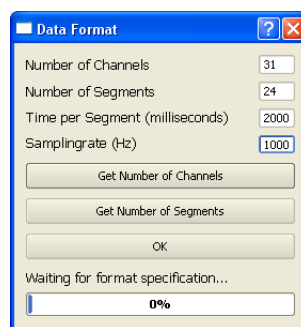 Data Format
Number of Channels 31
Number of Segments 24
Time per Segment (milliseconds) 2000
Samplingrate (Hz) 1000
Get Number of Channels
Get Number of Segments
OK
Waiting for format specification...
0%